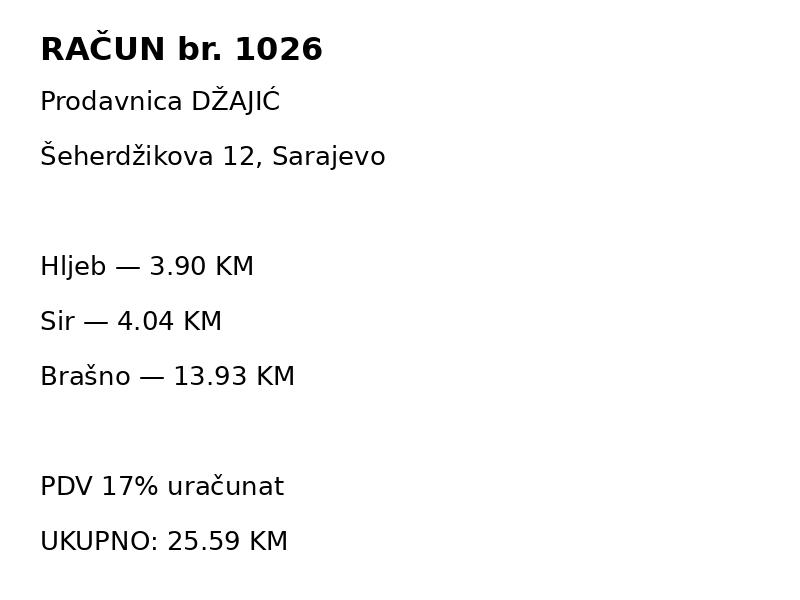 RAČUN br. 1026
Prodavnica DŽAJIĆ
Šeherdžikova 12, Sarajevo
Hljeb — 3.90 KM
Sir — 4.04 KM
Brašno — 13.93 KM
PDV 17% uračunat
UKUPNO: 25.59 KM